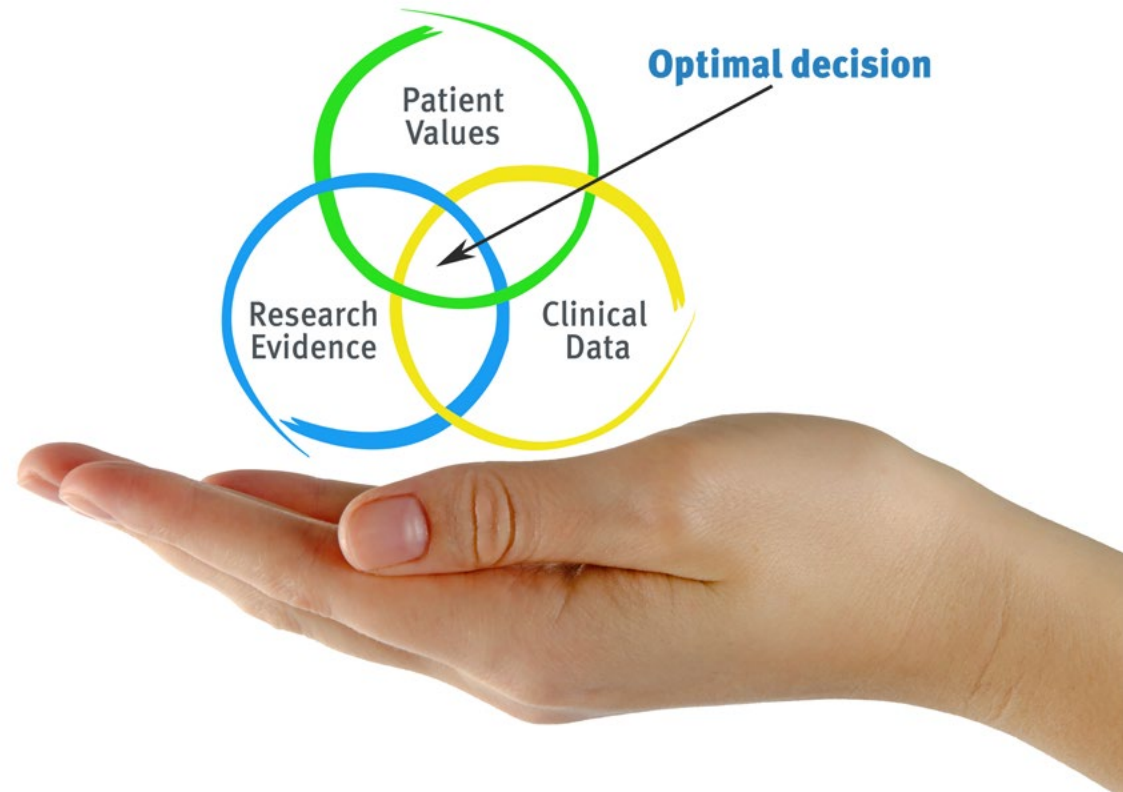 Optimal decision
Patient
Values
Research
Evidence
Clinical
Data